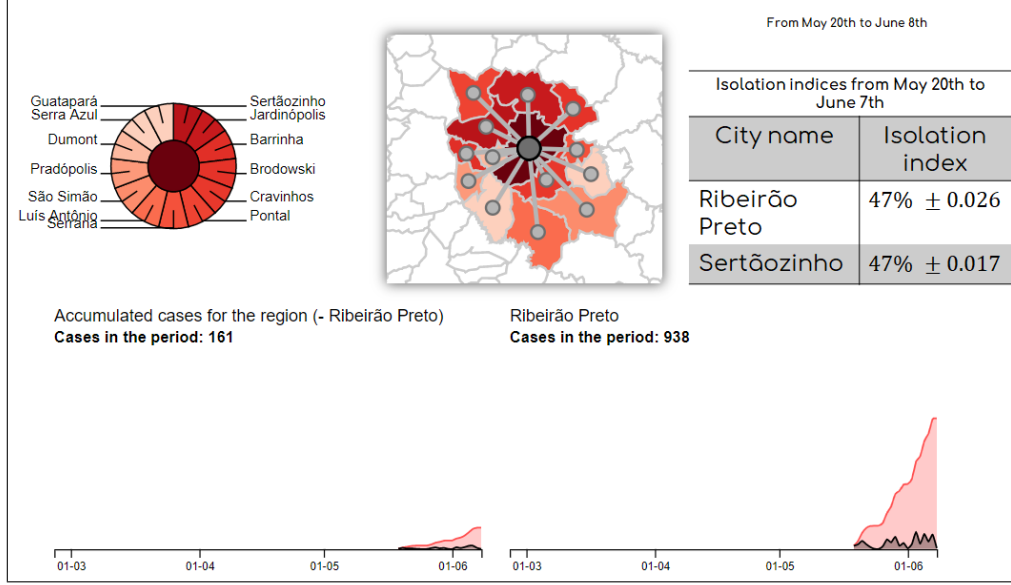 From May 20th to June 8th
Isolation indices from May 20th to
June 7th
City name Isolation
index
Ribeirão
Preto
47% ± 0.026
Sertãozinho 47% ± 0.017
Guatapará
Serra Azul
Dumont
Pradópolis
São Simão
Luís Antônio
Serrana
Sertãozinho
Jardinópolis
Barrinha
Brodowski
Cravinhos
Pontal
Accumulated cases for the region (- Ribeirão Preto)
Cases in the period: 161
Ribeirão Preto
Cases in the period: 938
01-03 01-04 01-05 01-06
01-03 01-04 01-05 01-06